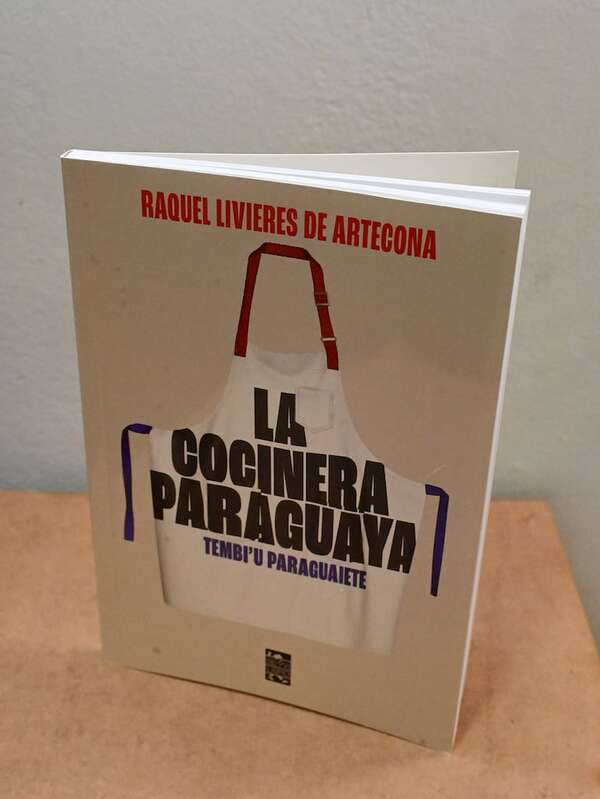 RAQUEL LIVIERES DE ARTECONA
LA
COCINERA
PARAGUAYA
TEMBI'U PARAGUAIETE